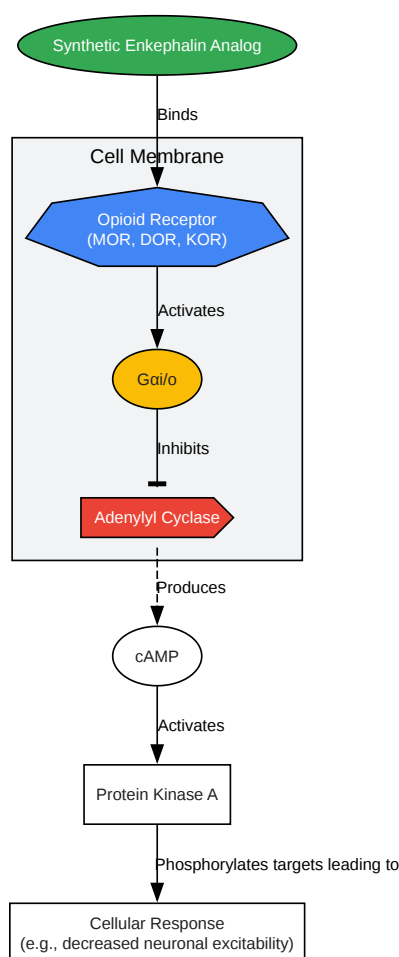 Synthetic Enkephalin Analog
Binds
Cell Membrane
Opioid Receptor
(MOR, DOR, KOR)
Activates
Gαi/o
Inhibits
Adenylyl Cyclase
Produces
cAMP
Activates
Protein Kinase A
Phosphorylates targets leading to
Cellular Response
(e.g., decreased neuronal excitability)